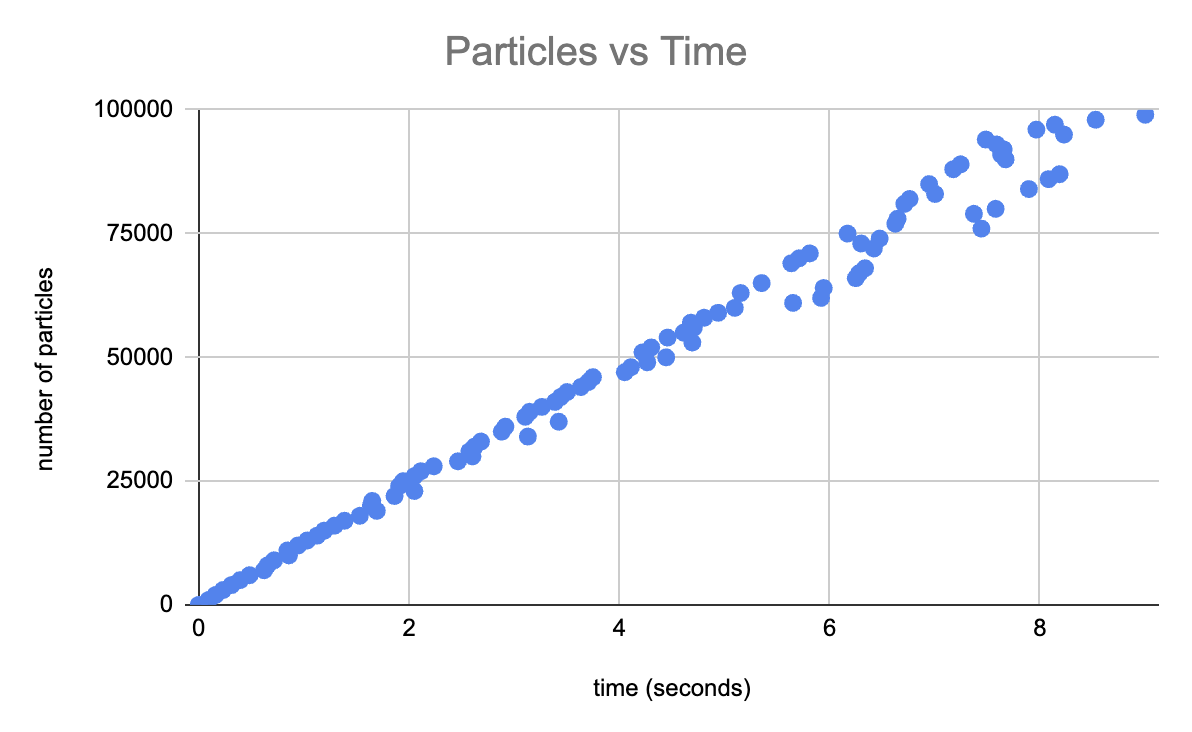 Particles vs Time
100000
75000
50000
25000
0
0 2 4 6 8
number of particles
time (seconds)